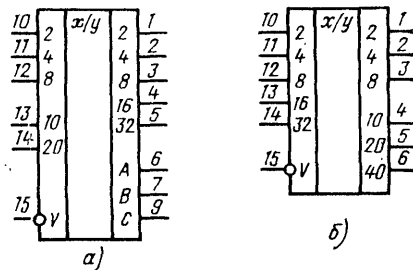 10 2 x/y 2 1
11 4 4 2
12 8 8 3
16 4
13 10 32 5
14 20
A 6
B 7
15 V C 9
а)
10 2 x/y 2 1
11 4 4 2
12 8 8 3
13 16
14 32 10 4
20 5
15 V 40 6
б)